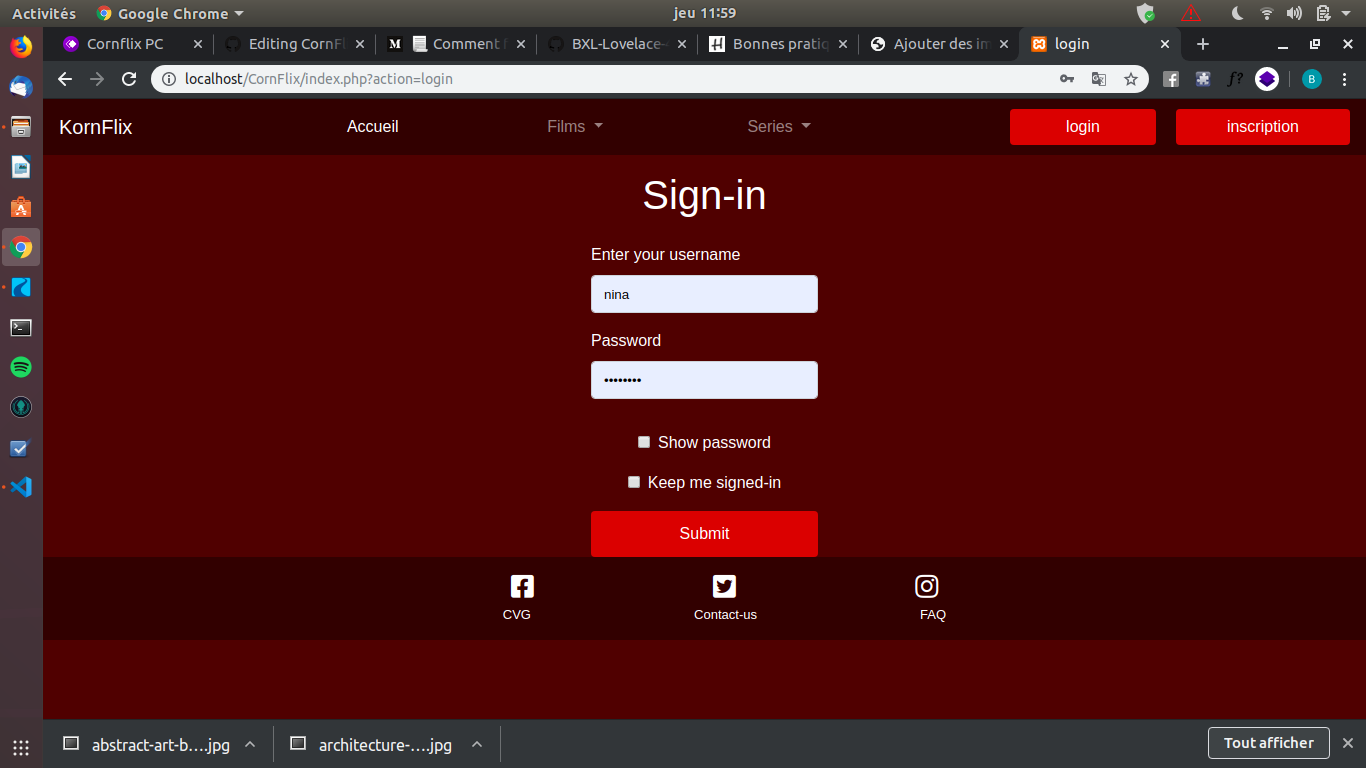 Activités Google Chrome jeu 11:59
Cornflix PC Editing CornFl Comment BXL-Lovelace- Bonnes pratiq Ajouter des im login
localhost/CornFlix/index.php?action=login f? B
KornFlix Accueil Films Series login inscription
Sign-in
Enter your username
nina
Password
••••••••
Show password
Keep me signed-in
Submit
CVG Contact-us FAQ
abstract-art-b....jpg architecture-....jpg Tout afficher